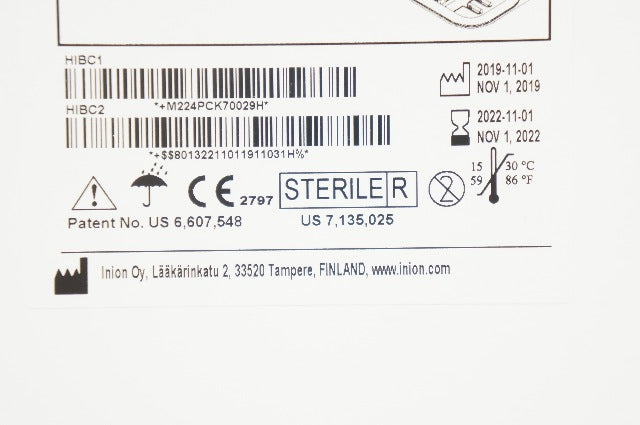 HIBC1
*+M224PCK70029H*
2019-11-01
NOV 1, 2019
HIBC2
*+$$80132211011911031H%*
2022-11-01
NOV 1, 2022
CE 2797
STERILE R
2
15 30 °C
59 86 °F
Patent No. US 6,607,548 US 7,135,025
Inion Oy, Lääkärinkatu 2, 33520 Tampere, FINLAND, www.inion.com